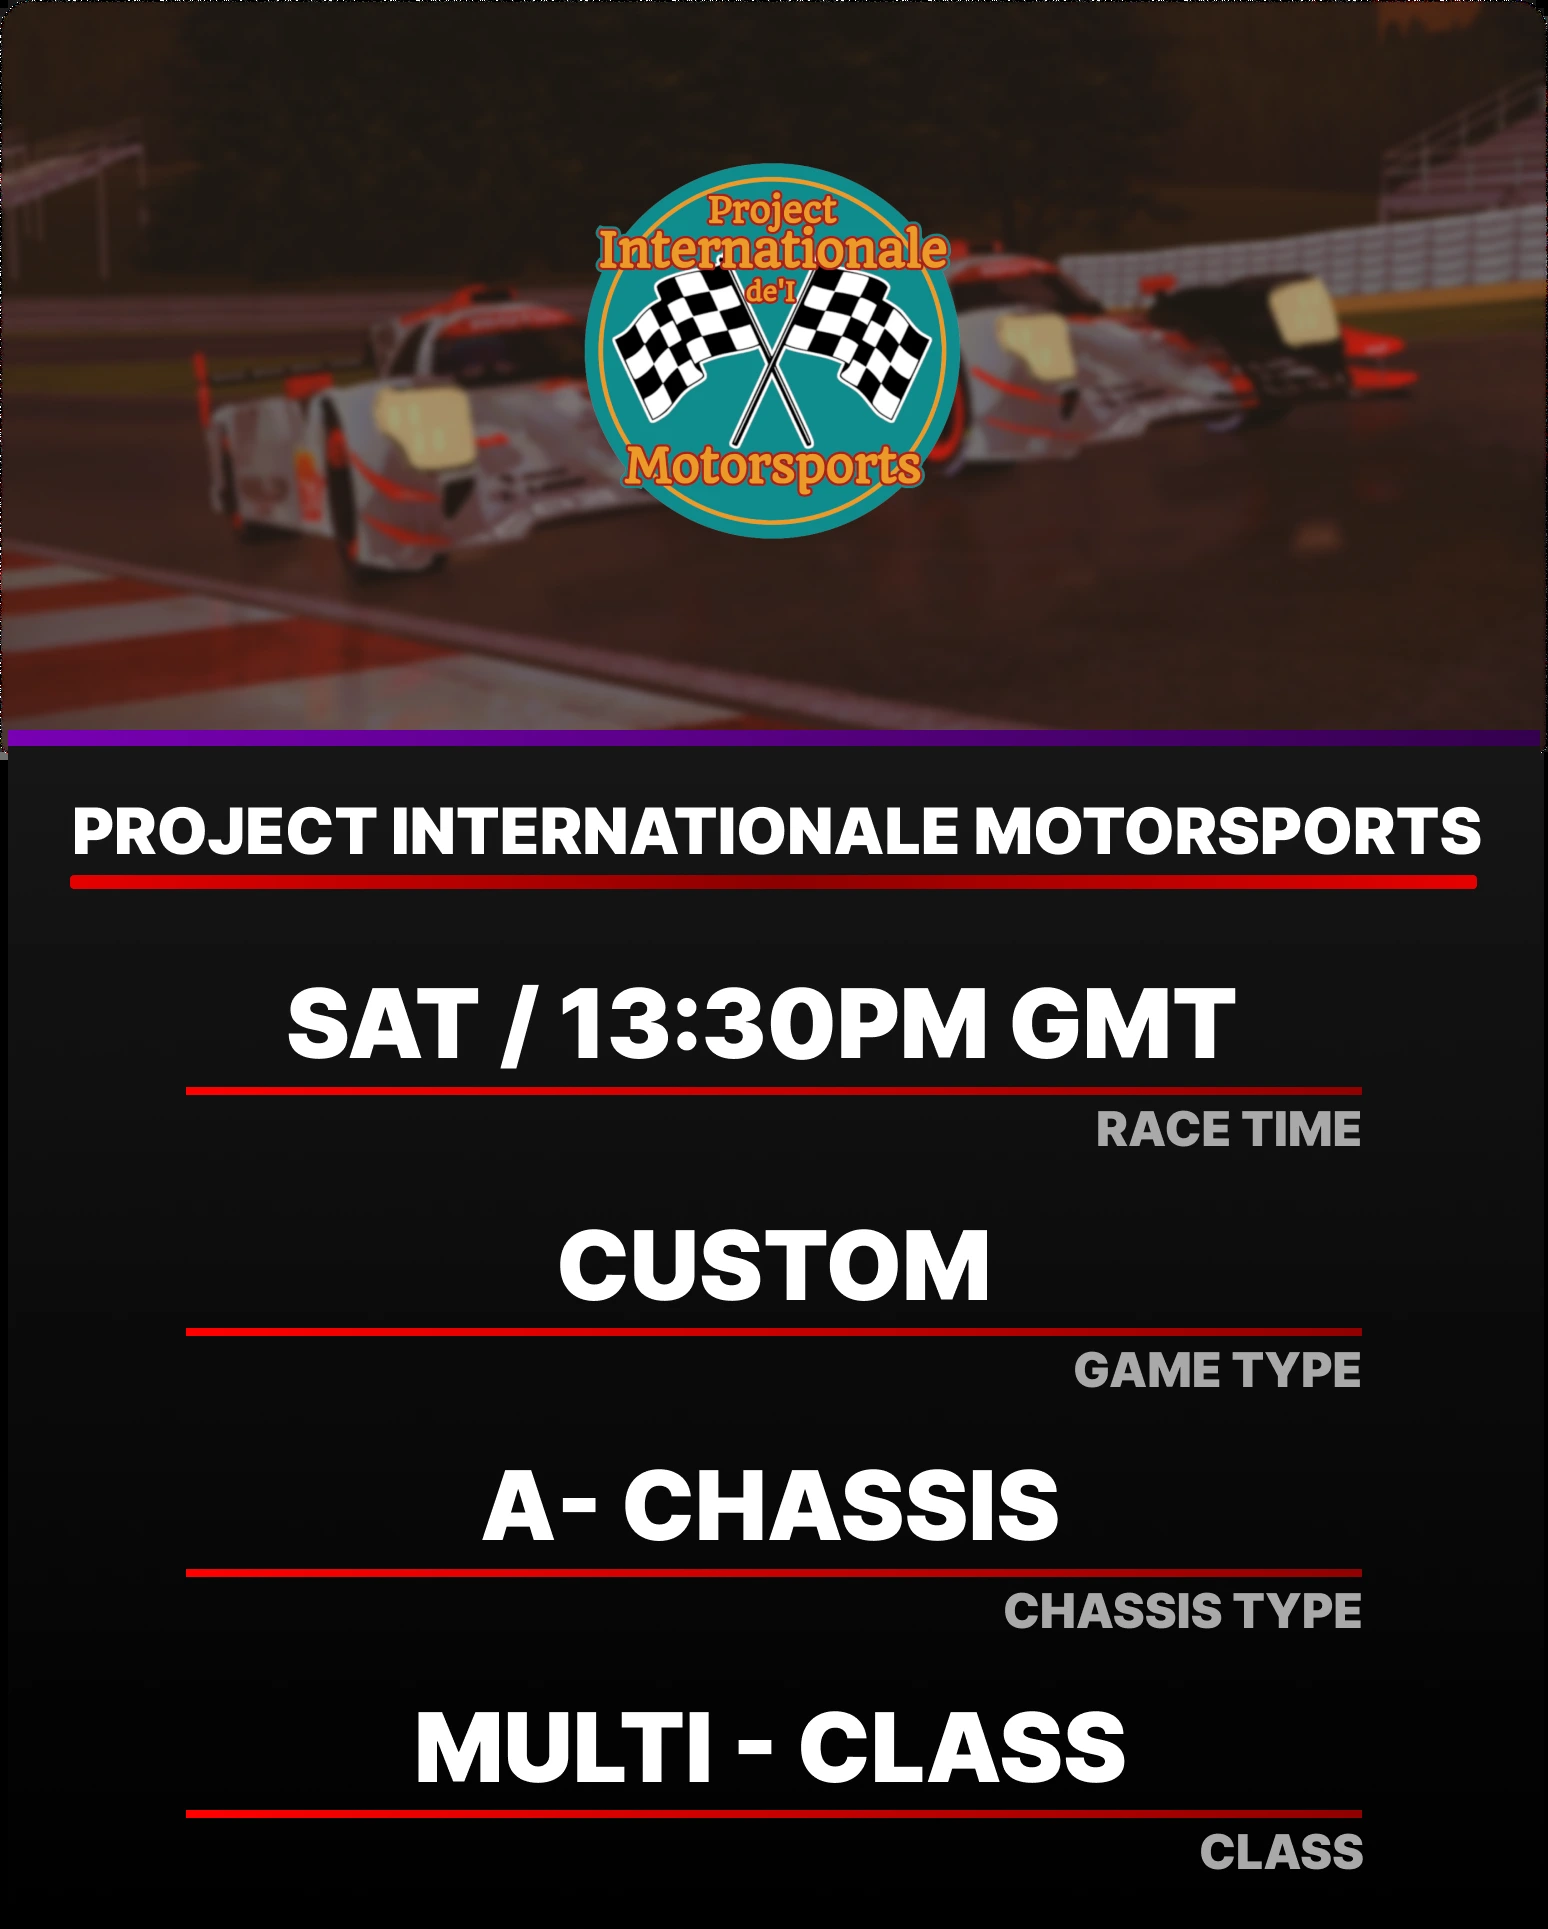 Project
Internationale
de'I
Motorsports
PROJECT INTERNATIONALE MOTORSPORTS
SAT / 13:30PM GMT
RACE TIME
CUSTOM
GAME TYPE
A- CHASSIS
CHASSIS TYPE
MULTI - CLASS
CLASS